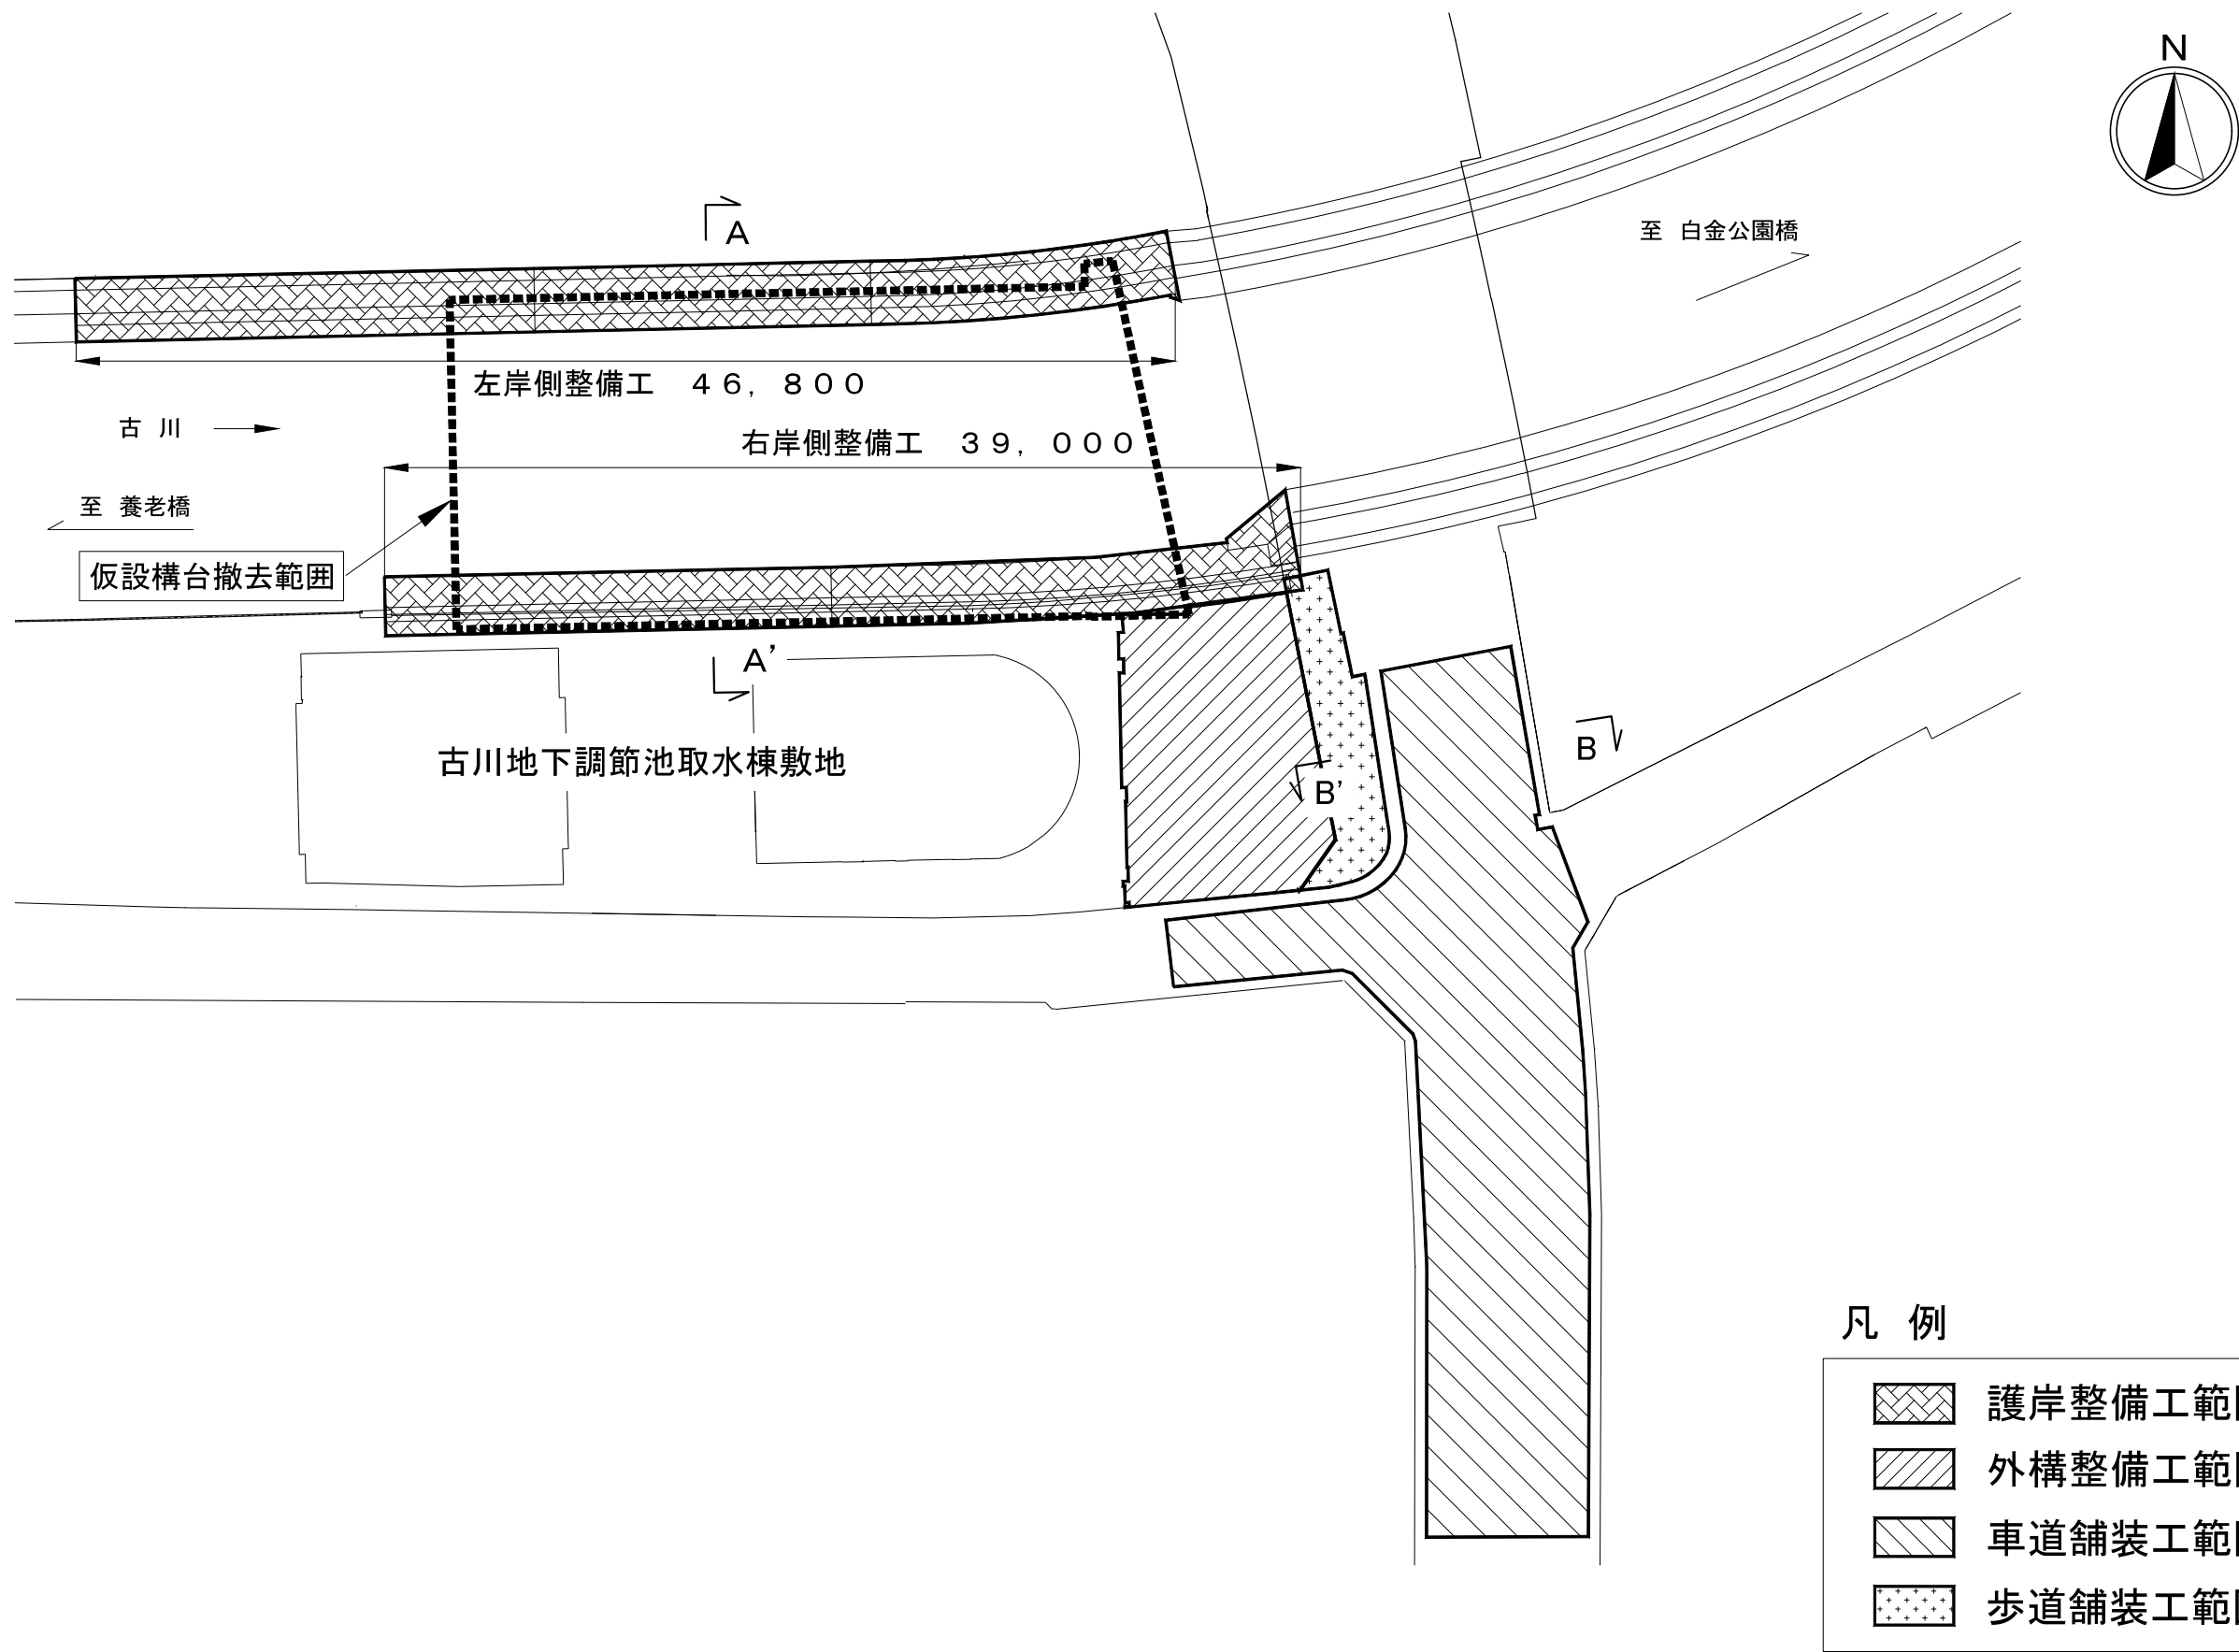 N
A
至 白金公園橋
左岸側整備工 ４６，８００
古 川
右岸側整備工 ３９，０００
至 養老橋
仮設構台撤去範囲
A'
古川地下調節池取水棟敷地
B
B'
凡 例
護岸整備工範
外構整備工範
車道舗装工範
歩道舗装工範